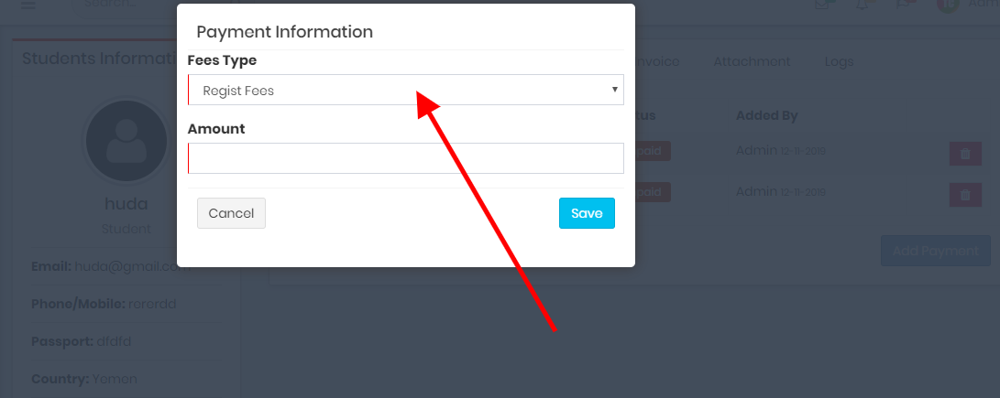 Search...
Payment Information
Students Informati
Fees Type
Regist Fees
Amount
Cancel
Save
nvoice
Attachment
Logs
tus
Added By
paid
Admin 12-11-2019
paid
Admin 12-11-2019
Add Payment
huda
Student
Email: huda@gmail.com
Phone/Mobile: rererdd
Passport: dfdfd
Country: Yemen